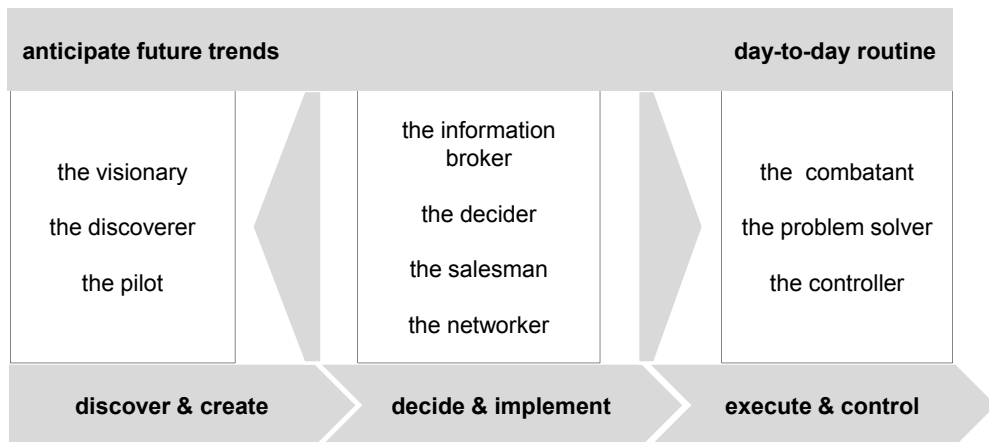 anticipate future trends
day-to-day routine
the visionary
the discoverer
the pilot
the information
broker
the decider
the salesman
the networker
the combatant
the problem solver
the controller
discover & create
decide & implement
execute & control